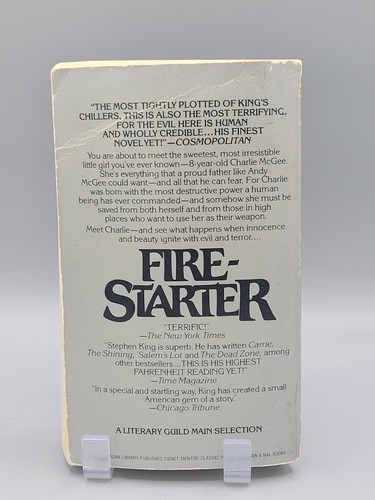 "THE MOST TIGHTLY PLOTTED OF KING'S
CHILLERS. THIS IS ALSO THE MOST TERRIFYING,
FOR THE EVIL HERE IS HUMAN
AND WHOLLY CREDIBLE...HIS FINEST
NOVEL YET!"—COSMOPOLITAN
You are about to meet the sweetest, most irresistible
little girl you've ever known—8-year-old Charlie McGee.
She's everything that a proud father like Andy
McGee could want—and all that he can fear. For Charlie
was born with the most destructive power a human
being has ever commanded—and somehow she must be
saved from both herself and from those in high
places who want to use her as their weapon.
Meet Charlie—and see what happens when innocence
and beauty ignite with evil and terror....
FIRE-
STARTER
"TERRIFIC!"
—The New York Times
"Stephen King is superb. He has written Carrie,
The Shining, 'Salem's Lot and The Dead Zone, among
other bestsellers...THIS IS HIS HIGHEST
FAHRENHEIT READING YET!"
—Time Magazine
"In a special and startling way, King has created a small
American gem of a story."
—Chicago Tribune
A LITERARY GUILD MAIN SELECTION
LIBRARY PUBLISHES SIGNET, MENTOR, CLASSIC, & NAL BOOKS